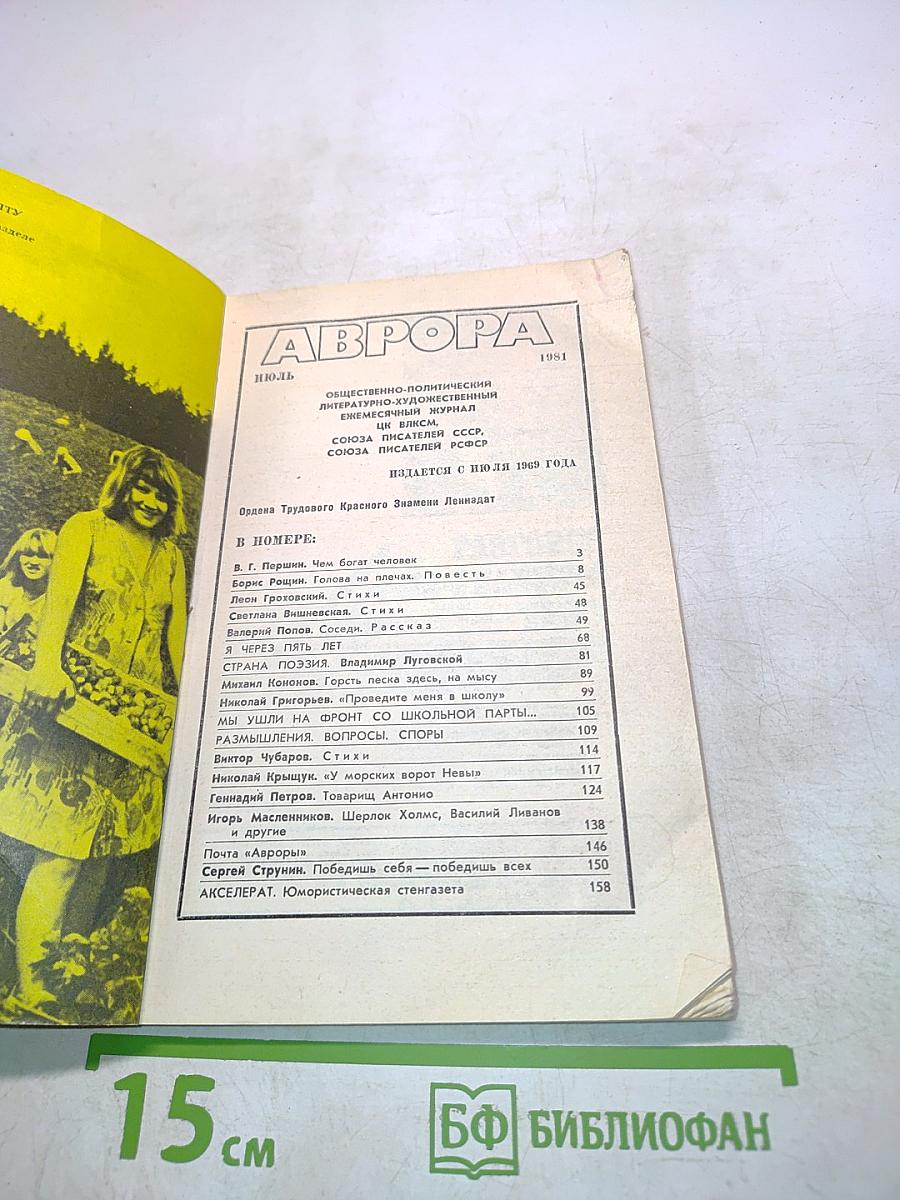 АВРОРА
ИЮЛЬ 1981
ОБЩЕСТВЕННО-ПОЛИТИЧЕСКИЙ
ЛИТЕРАТУРНО-ХУДОЖЕСТВЕННЫЙ
ЕЖЕМЕСЯЧНЫЙ ЖУРНАЛ
ЦК ВЛКСМ,
СОЮЗА ПИСАТЕЛЕЙ СССР,
СОЮЗА ПИСАТЕЛЕЙ РСФСР
ИЗДАЕТСЯ С ИЮЛЯ 1969 ГОДА
Ордена Трудового Красного Знамени Лениздат
В НОМЕРЕ:
В. Г. Першин. Чем богат человек 3
Борис Рощин. Голова на плечах. Повесть 8
Леон Гроховский. Стихи 45
Светлана Вишневская. Стихи 48
Валерий Попов. Соседи. Рассказ 49
Я ЧЕРЕЗ ПЯТЬ ЛЕТ 68
СТРАНА ПОЭЗИЯ. Владимир Луговской 81
Михаил Кононов. Горсть песка здесь, на мысу 89
Николай Григорьев. «Проведите меня в школу» 99
МЫ УШЛИ НА ФРОНТ СО ШКОЛЬНОЙ ПАРТЫ... 105
РАЗМЫШЛЕНИЯ. ВОПРОСЫ. СПОРЫ 109
Виктор Чубаров. Стихи 114
Николай Крыщук. «У морских ворот Невы» 117
Геннадий Петров. Товарищ Антонио 124
Игорь Масленников. Шерлок Холмс, Василий Ливанов
и другие 138
Почта «Авроры» 146
Сергей Струнин. Победишь себя — победишь всех 150
АКСЕЛЕРАТ. Юмористическая стенгазета 158
15 см
БФ БИБЛИОФАН